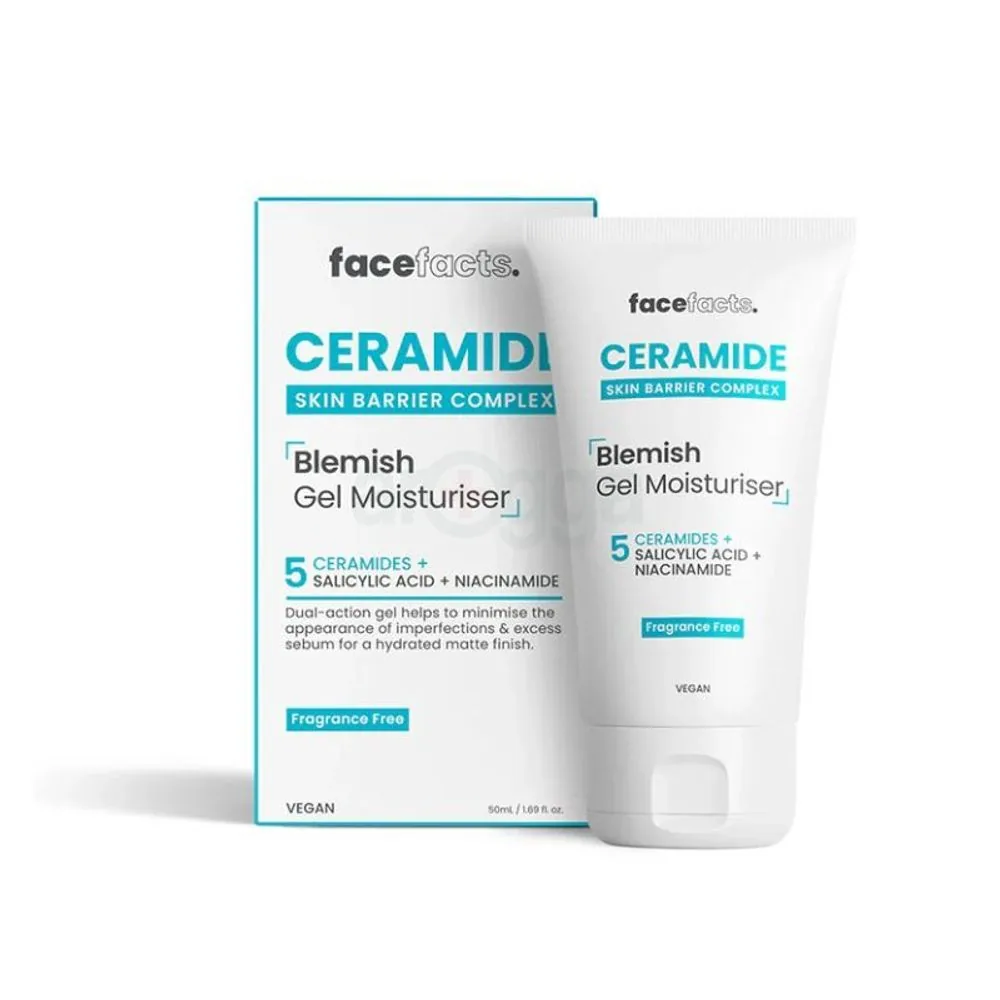 facefacts.
CERAMIDE
SKIN BARRIER COMPLEX
Blemish
Gel Moisturiser
5 CERAMIDES +
SALICYLIC ACID + NIACINAMIDE
Dual-action gel helps to minimise the
appearance of imperfections & excess
sebum for a hydrated matte finish.
Fragrance Free
VEGAN
50mL / 1.69 fl. oz.
facefacts.
CERAMIDE
SKIN BARRIER COMPLEX
Blemish
Gel Moisturiser
5 CERAMIDES +
SALICYLIC ACID +
NIACINAMIDE
Fragrance Free
VEGAN